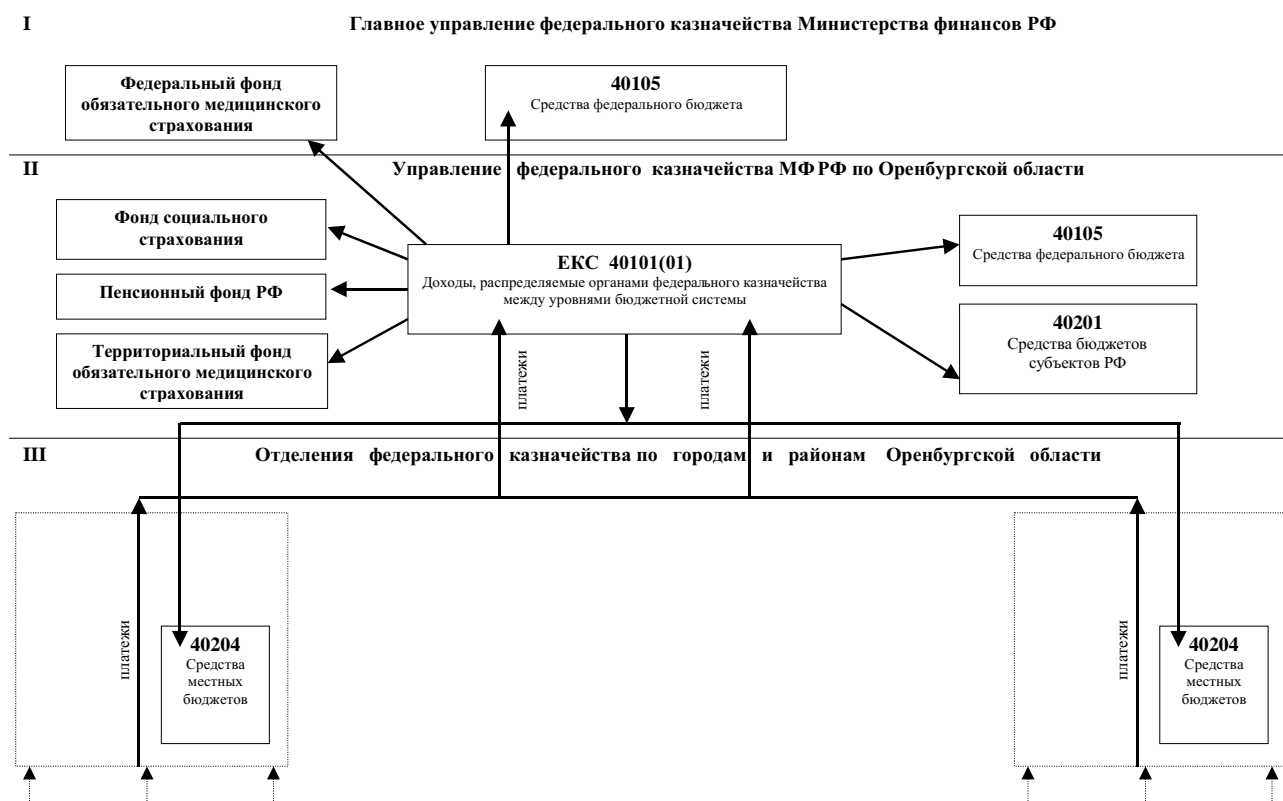 I
Главное управление федерального казначейства Министерства финансов РФ
Федеральный фонд
обязательного медицинского
страхования
40105
Средства федерального бюджета
II
Управление федерального казначейства МФ РФ по Оренбургской области
Фонд социального
страхования
Пенсионный фонд РФ
Территориальный фонд
обязательного медицинского
страхования
ЕКС 40101(01)
Доходы, распределяемые органами федерального казначейства
между уровнями бюджетной системы
40105
Средства федерального бюджета
40201
Средства бюджетов
субъектов РФ
платежи
платежи
III
Отделения федерального казначейства по городам и районам Оренбургской области
платежи
40204
Средства
местных
бюджетов
платежи
40204
Средства
местных
бюджетов